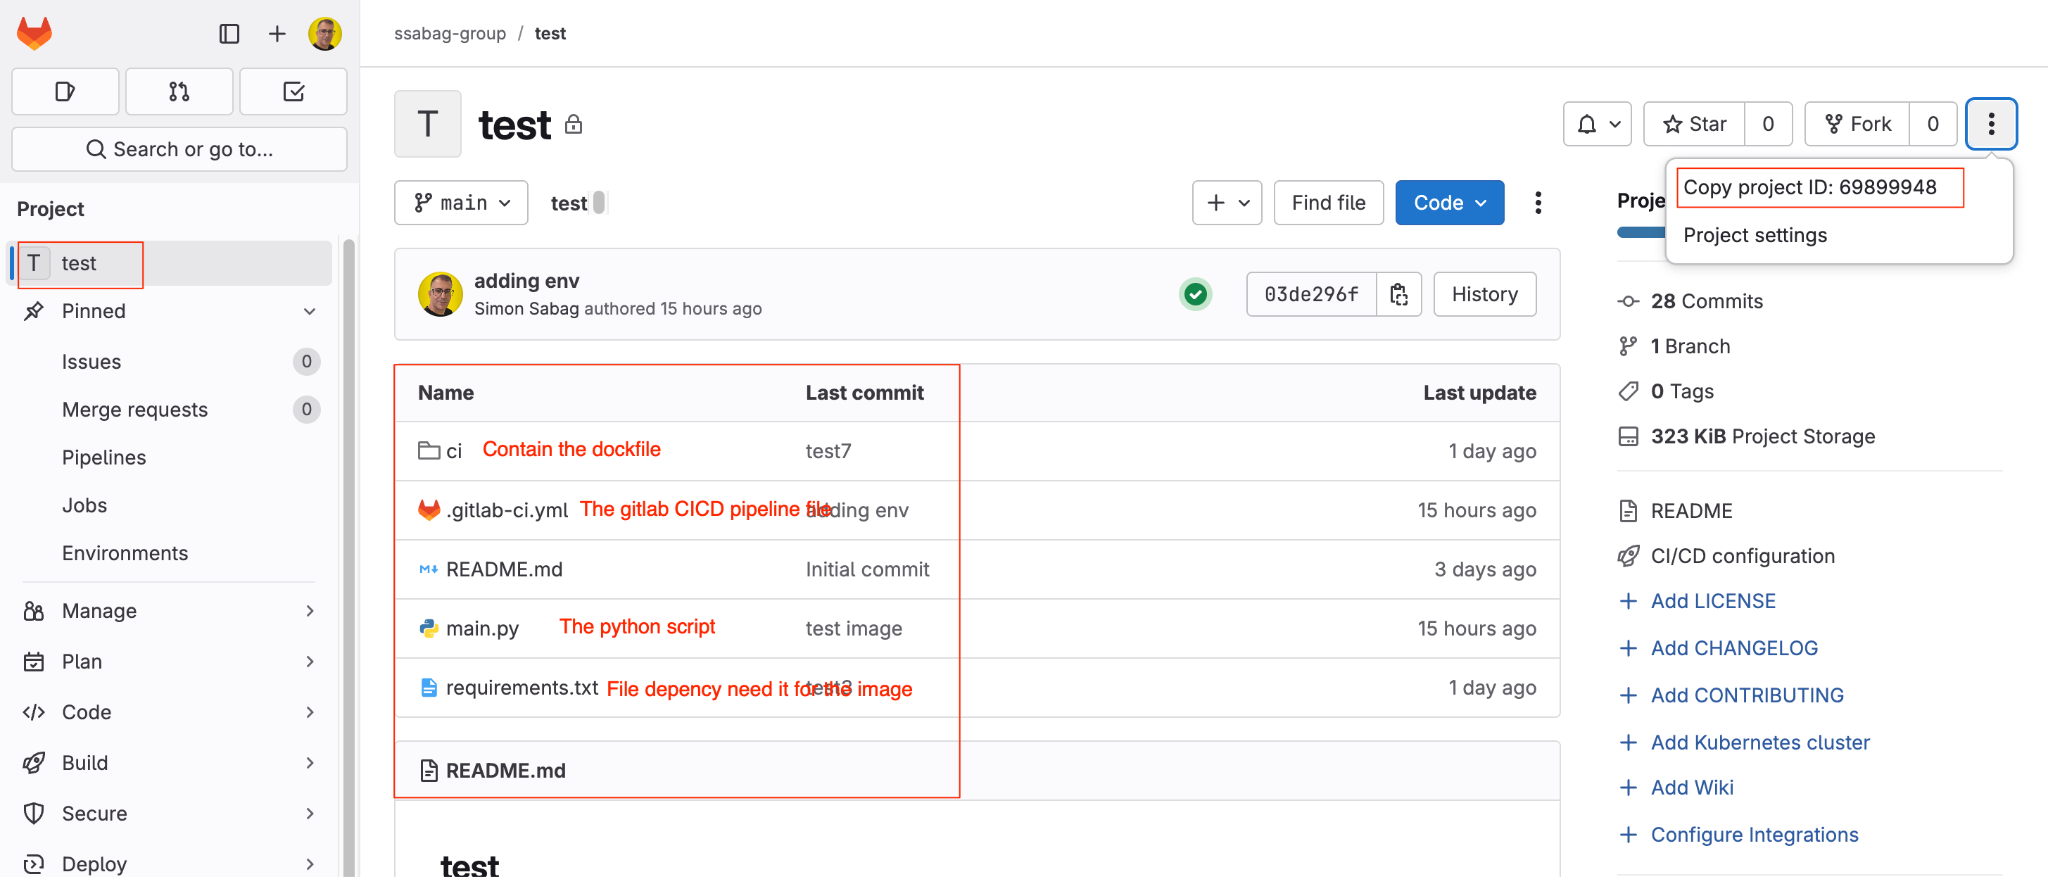 ssabag-group / test
Search or go to...
Project
T test
Pinned
Issues 0
Merge requests 0
Pipelines
Jobs
Environments
Manage
Plan
Code
Build
Secure
Deploy
T test
Star 0
Fork 0
Copy project ID: 69899948
Project settings
main test
Find file
Code
adding env
Simon Sabag authored 15 hours ago
03de296f
History
Name Last commit Last update
ci Contain the dockfile test7 1 day ago
.gitlab-ci.yml The gitlab CICD pipeline file adding env 15 hours ago
README.md Initial commit 3 days ago
main.py The python script test image 15 hours ago
requirements.txt File depency need it for the image test3 1 day ago
README.md
test
Proje
28 Commits
1 Branch
0 Tags
323 KiB Project Storage
README
CI/CD configuration
Add LICENSE
Add CHANGELOG
Add CONTRIBUTING
Add Kubernetes cluster
Add Wiki
Configure Integrations